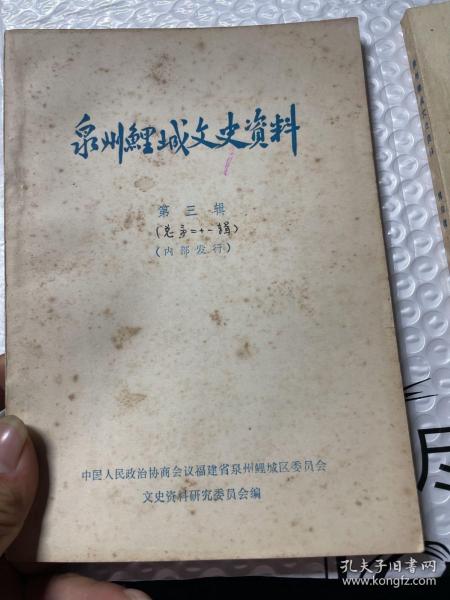 泉州鲤城文史资料
第三辑
(总第二十一辑)
(内部发行)
中国人民政治协商会议福建省泉州鲤城区委员会
文史资料研究委员会编
孔夫子旧书网
www.kongfz.com